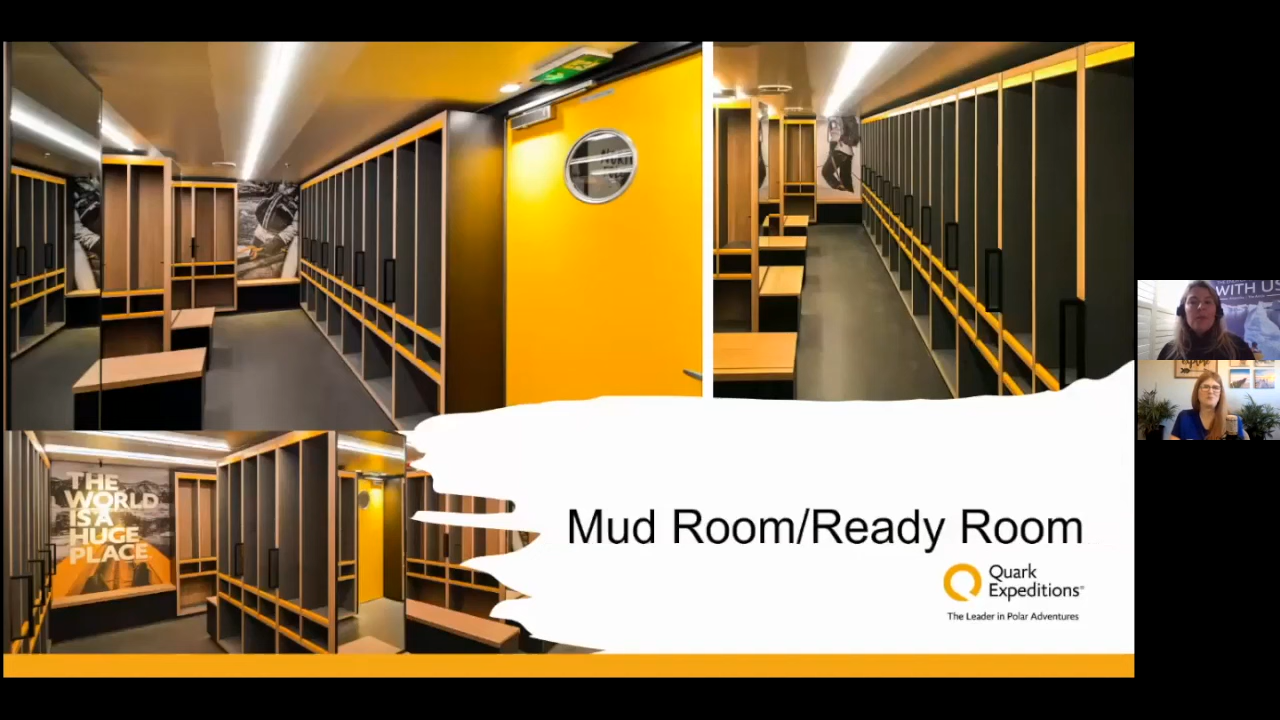 WITH US
THE
WORLD
IS A
HUGE
PLACE
Mud Room/Ready Room
Quark
Expeditions
The Leader in Polar Adventures